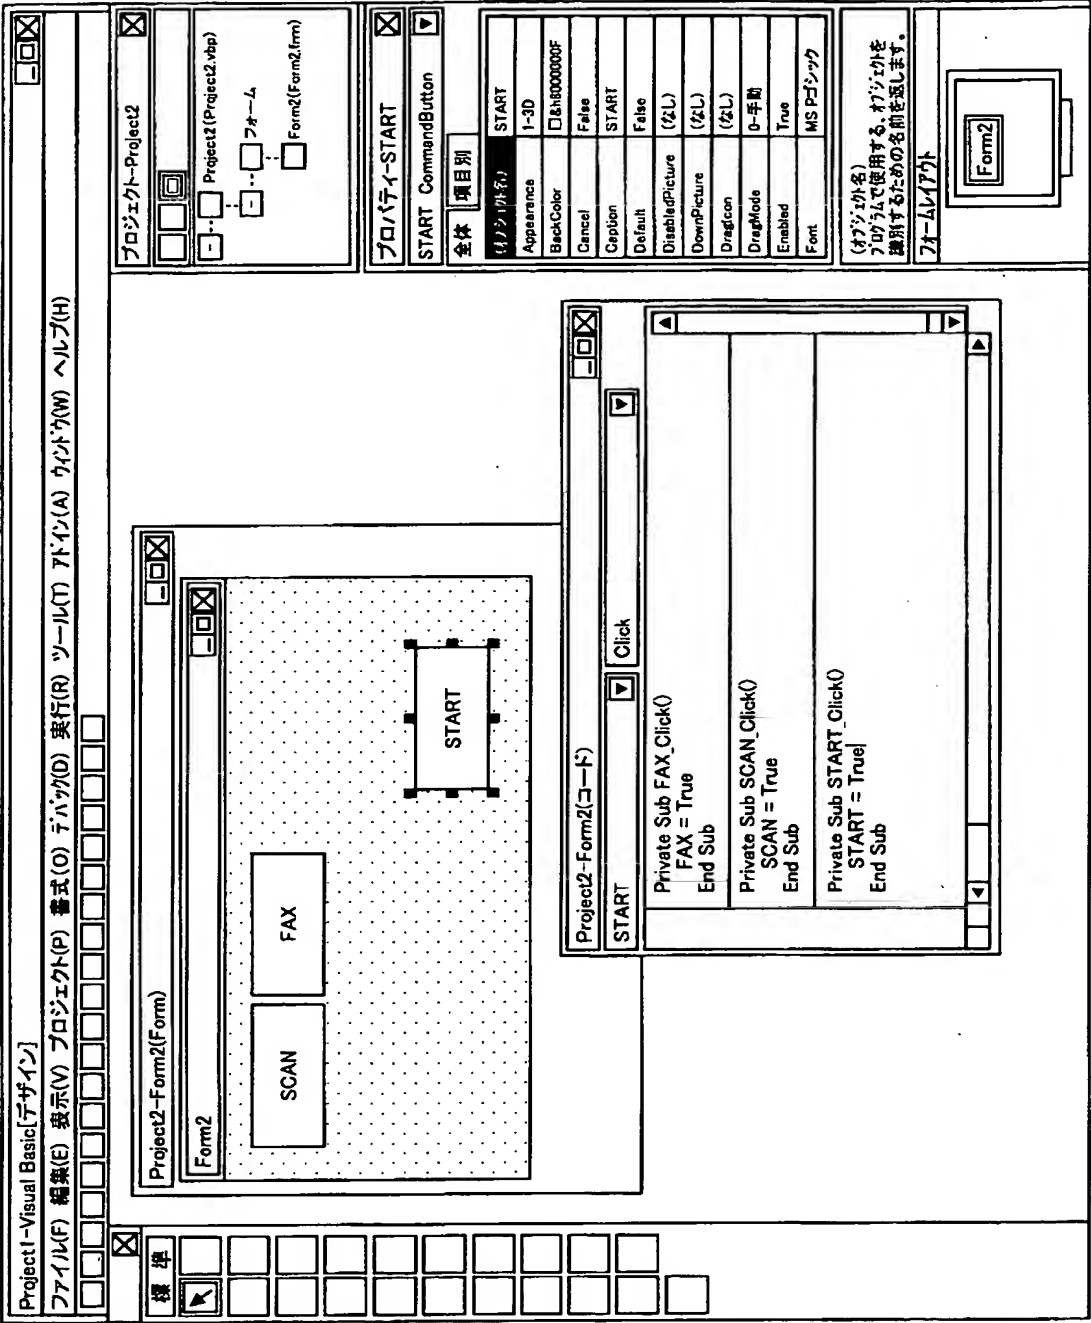 Project1-Visual Basic[デザイン]
ファイル(F) 編集(E) 表示(V) プロジェクト(P) 書式(O) デバッグ(D) 実行(R) ツール(T) アドイン(A) ウィンドウ(W) ヘルプ(H)
標準
Project2-Form2(Form)
Form2
SCAN
FAX
START
Project2-Form2(コード)
START
Click
Private Sub FAX_Click()
FAX = True
End Sub
Private Sub SCAN_Click()
SCAN = True
End Sub
Private Sub START_Click()
START = True
End Sub
プロジェクト-Project2
Project2(Project2.vbp)
フォーム
Form2(Form2.frm)
プロパティー-START
START CommandButton
全体 項目別
(オブジェクト名) START
Appearance 1-3D
BackColor □&h8000000F
Cancel False
Caption START
Default False
DisabledPicture (なし)
DownPicture (なし)
DragIcon (なし)
DragMode 0-手動
Enabled True
Font MS Pゴシック
(オブジェクト名)
プログラムで使用する、オブジェクトを
識別するための名前を返します。
フォームレイアウト
Form2